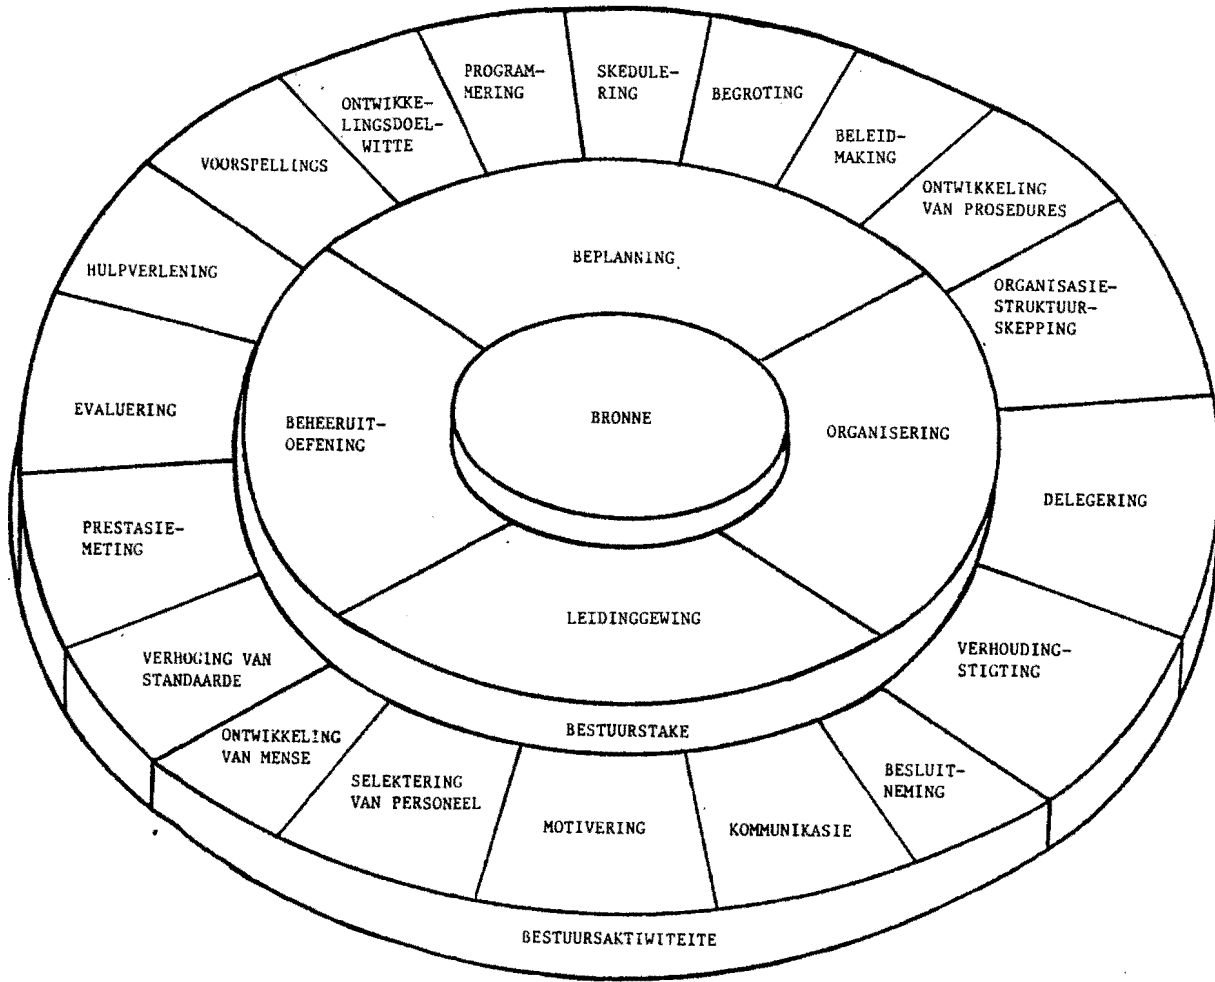 PROGRAM-
MERING
SKEDULE-
RING
BEGROTING
ONTWIKKE-
LINGSDOEL-
WITTE
BELEID-
MAKING
VOORSPELLINGS
ONTWIKKELING
VAN PROSEDURES
HULPVERLENING
BEPLANNING
ORGANISASIE-
STRUKTUUR-
SKEPPING
EVALUERING
BEHEERUIT-
OEFENING
BRONNE
ORGANISERING
DELEGERING
PRESTASIE-
METING
LEIDINGGEWING
VERHOUDING-
STIGTING
VERHOGING VAN
STANDAARDE
ONTWIKKELING
VAN MENSE
BESTUURSTAKE
SELEKTERING
VAN PERSONEEL
MOTIVERING
KOMMUNIKASIE
BESLUIT-
NEMING
BESTUURSAKTIWITEITE